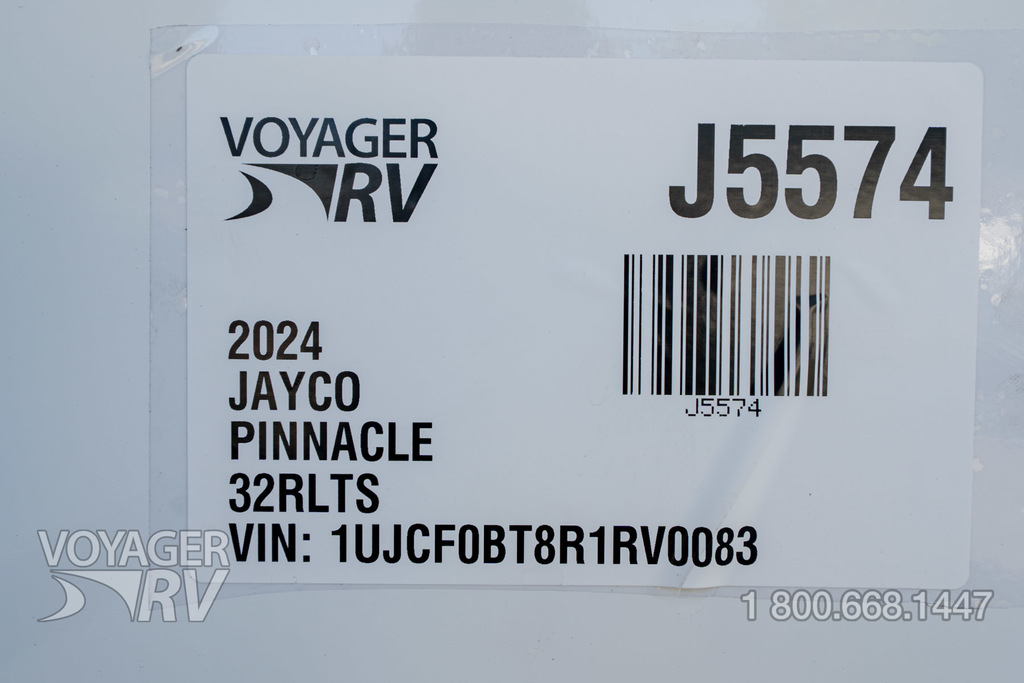 VOYAGER
RV
J5574
J5574
2024
JAYCO
PINNACLE
32RLTS
VIN: 1UJCF0BT8R1RV0083
VOYAGER
RV
1 800.668.1447